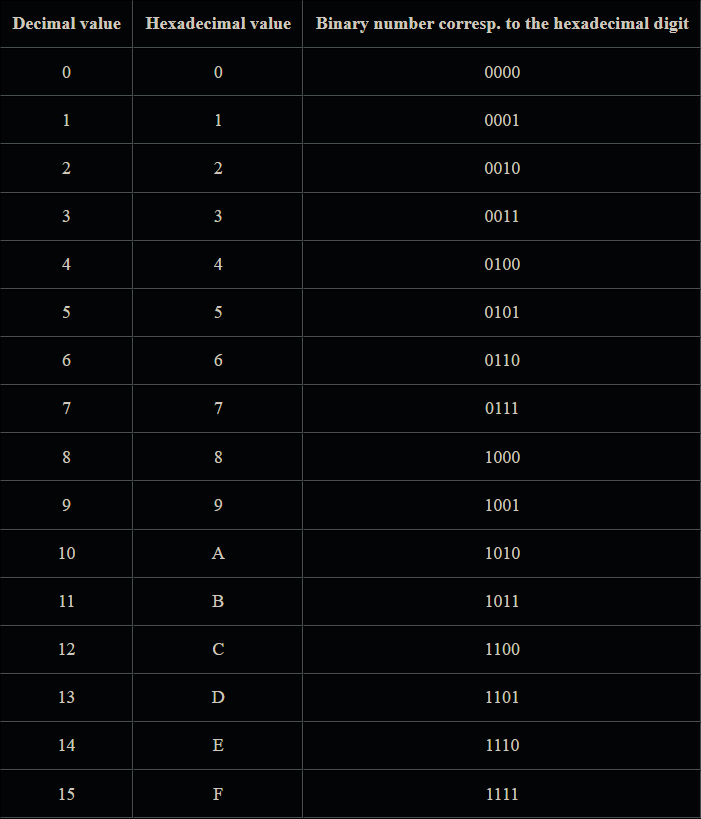 Decimal value Hexadecimal value Binary number corresp. to the hexadecimal digit
0 0 0000
1 1 0001
2 2 0010
3 3 0011
4 4 0100
5 5 0101
6 6 0110
7 7 0111
8 8 1000
9 9 1001
10 A 1010
11 B 1011
12 C 1100
13 D 1101
14 E 1110
15 F 1111